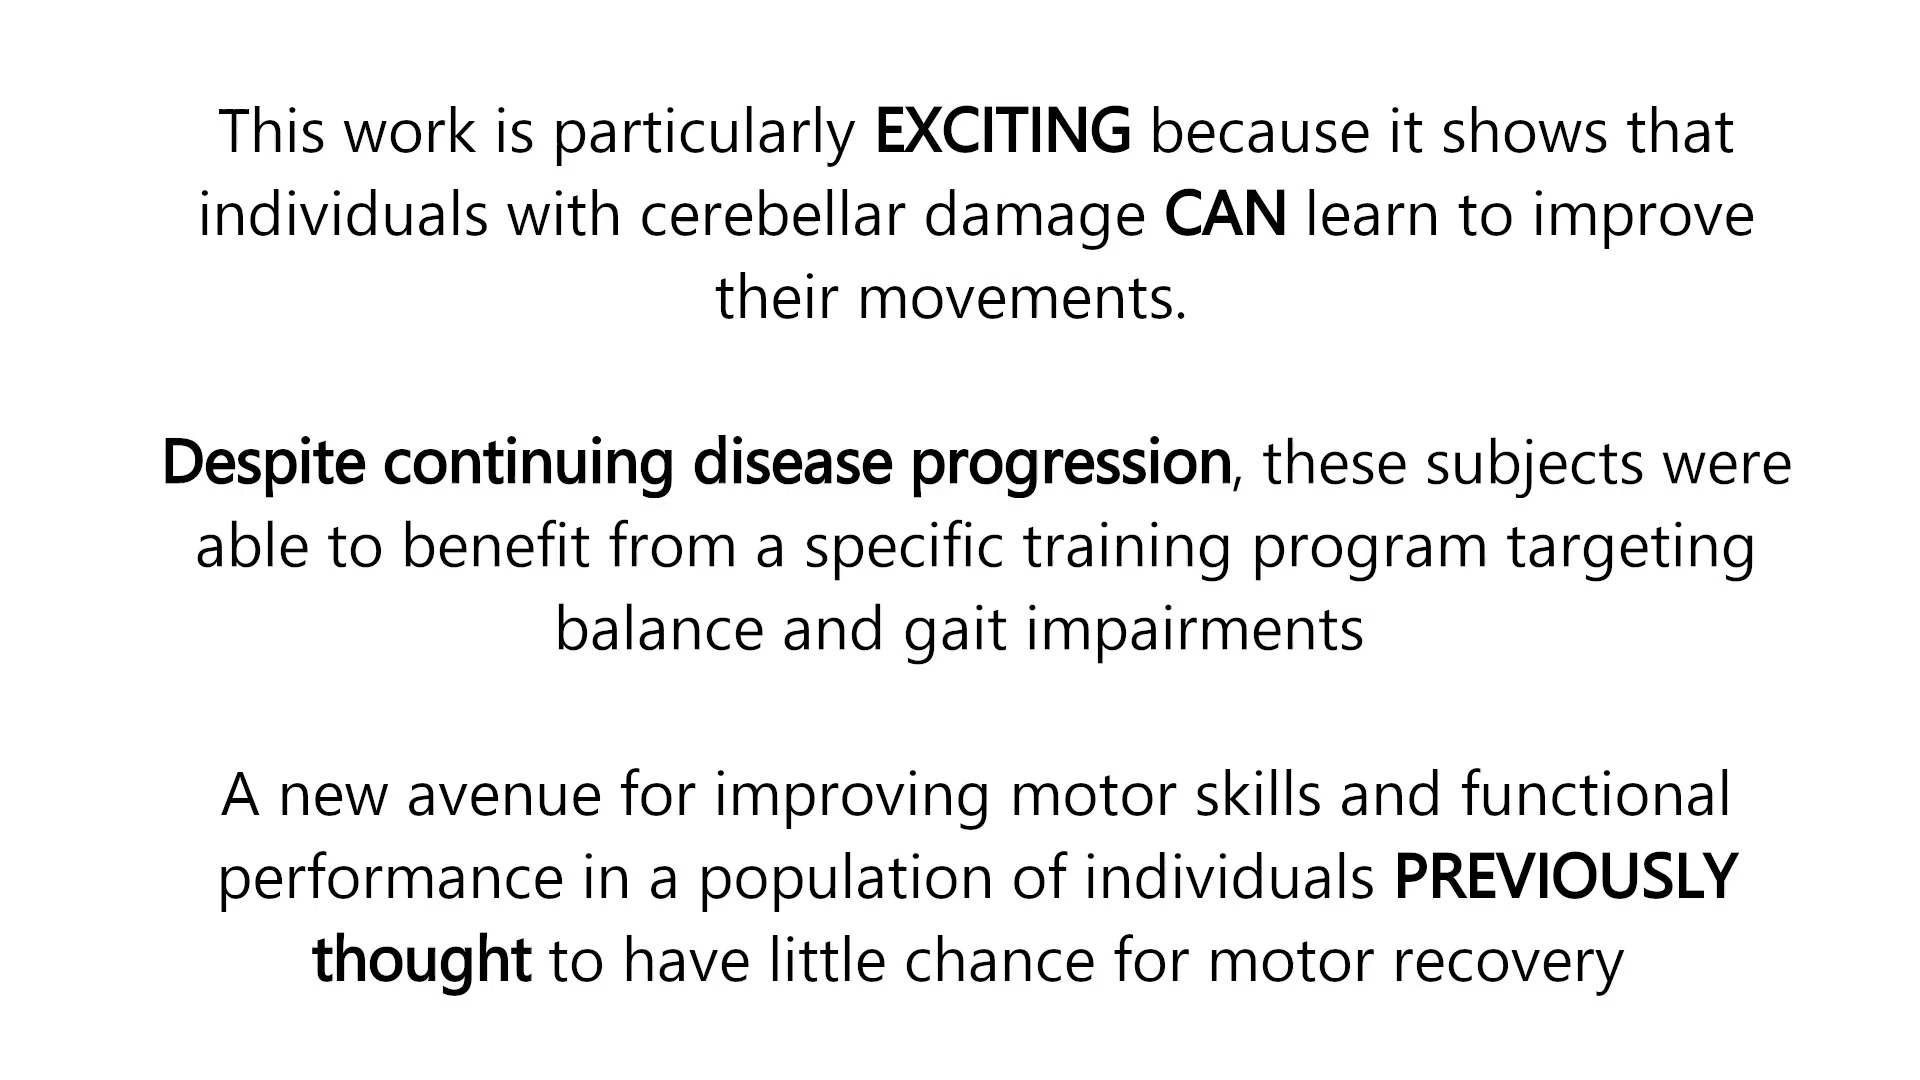 This work is particularly EXCITING because it shows that
individuals with cerebellar damage CAN learn to improve
their movements.
Despite continuing disease progression, these subjects were
able to benefit from a specific training program targeting
balance and gait impairments
A new avenue for improving motor skills and functional
performance in a population of individuals PREVIOUSLY
thought to have little chance for motor recovery